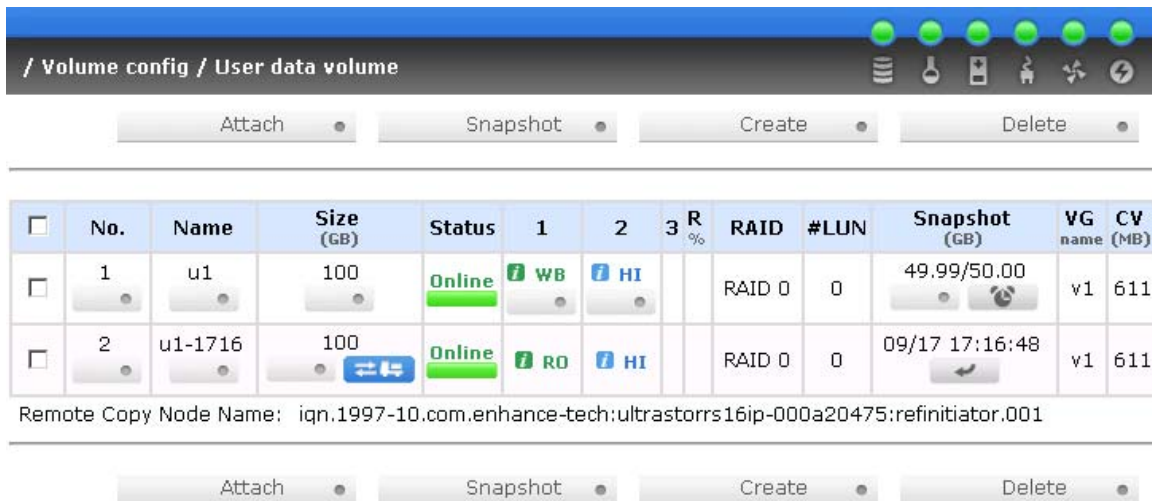 / Volume config / User data volume
Attach Snapshot Create Delete
No. Name Size (GB) Status 1 2 3 R % RAID #LUN Snapshot (GB) VG name CV (MB)
1 u1 100 Online i WB i HI RAID 0 0 49.99/50.00 v1 611
2 u1-1716 100 Online i RO i HI RAID 0 0 09/17 17:16:48 v1 611
Remote Copy Node Name: iqn.1997-10.com.enhance-tech:ultrastorrs16ip-000a20475:refinitiator.001
Attach Snapshot Create Delete